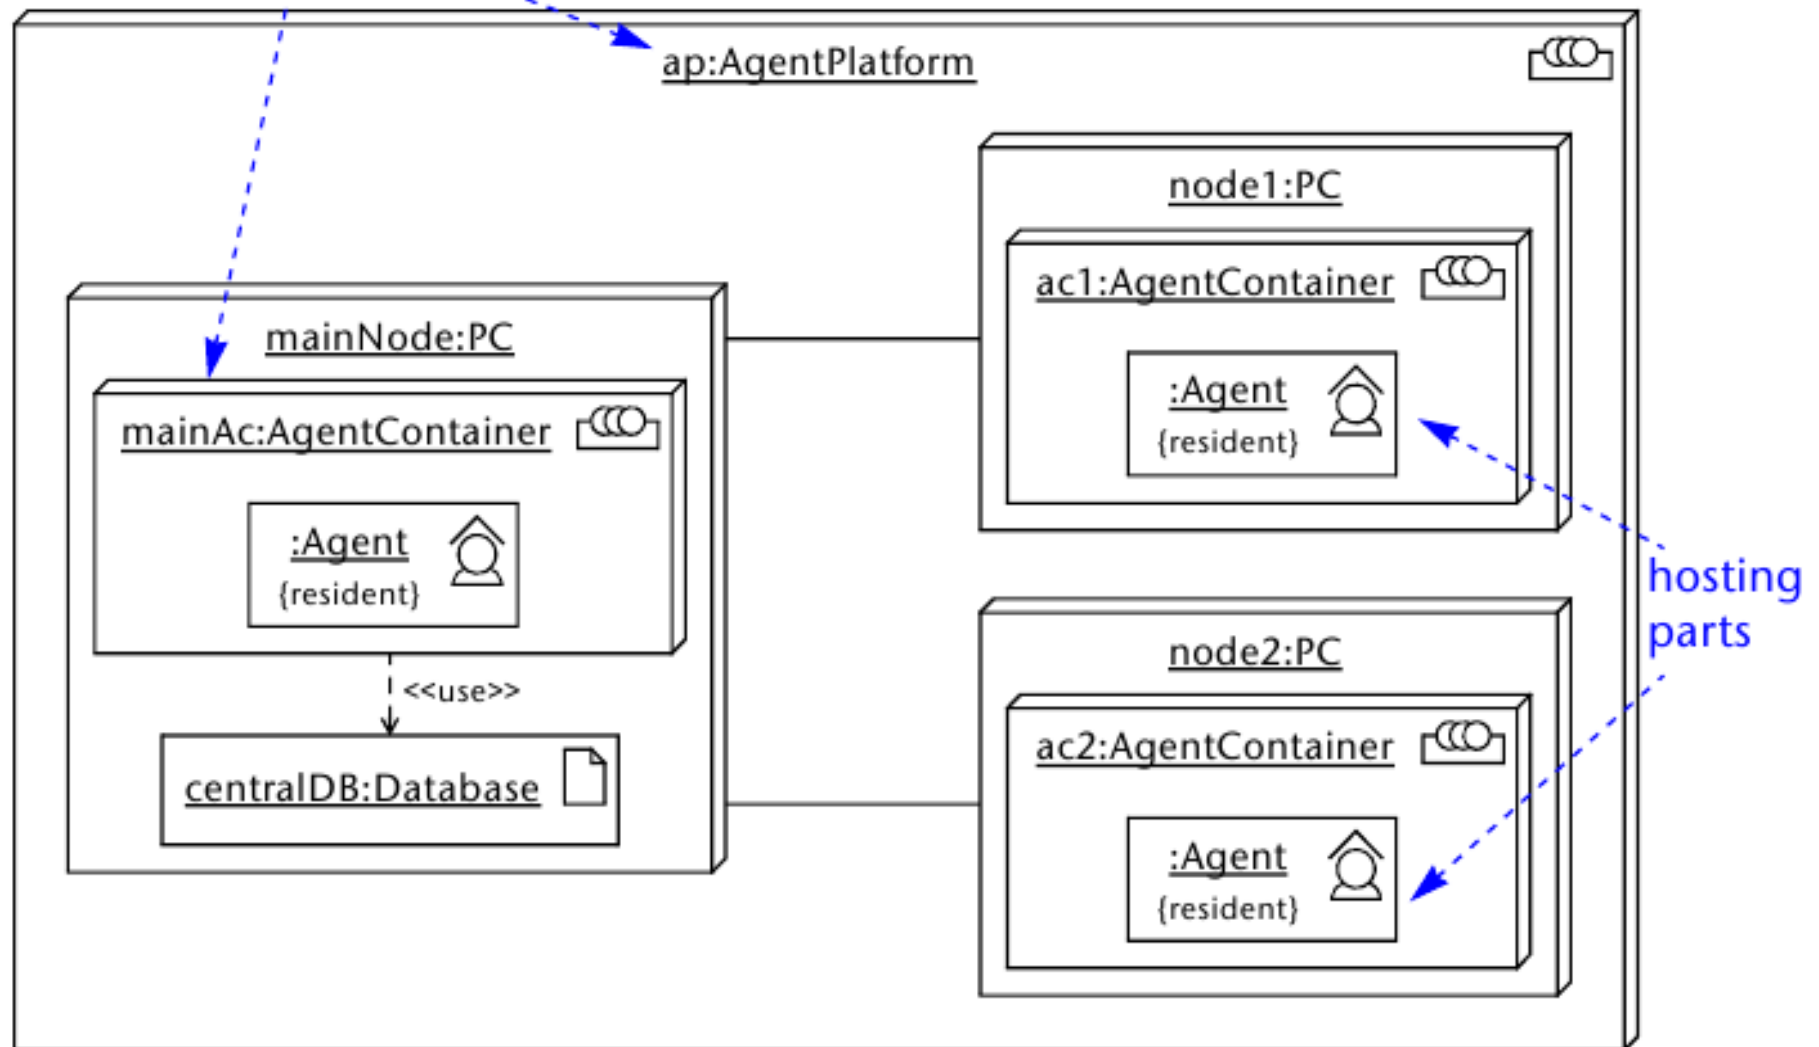 ap:AgentPlatform
mainNode:PC
mainAc:AgentContainer
:Agent
{resident}
<<use>>
centralDB:Database
node1:PC
ac1:AgentContainer
:Agent
{resident}
node2:PC
ac2:AgentContainer
:Agent
{resident}
hosting
parts